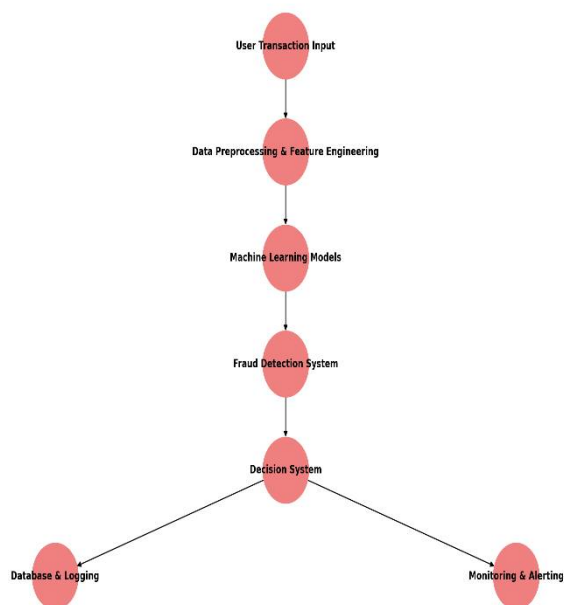 User Transaction Input
Data Preprocessing & Feature Engineering
Machine Learning Models
Fraud Detection System
Decision System
Database & Logging
Monitoring & Alerting